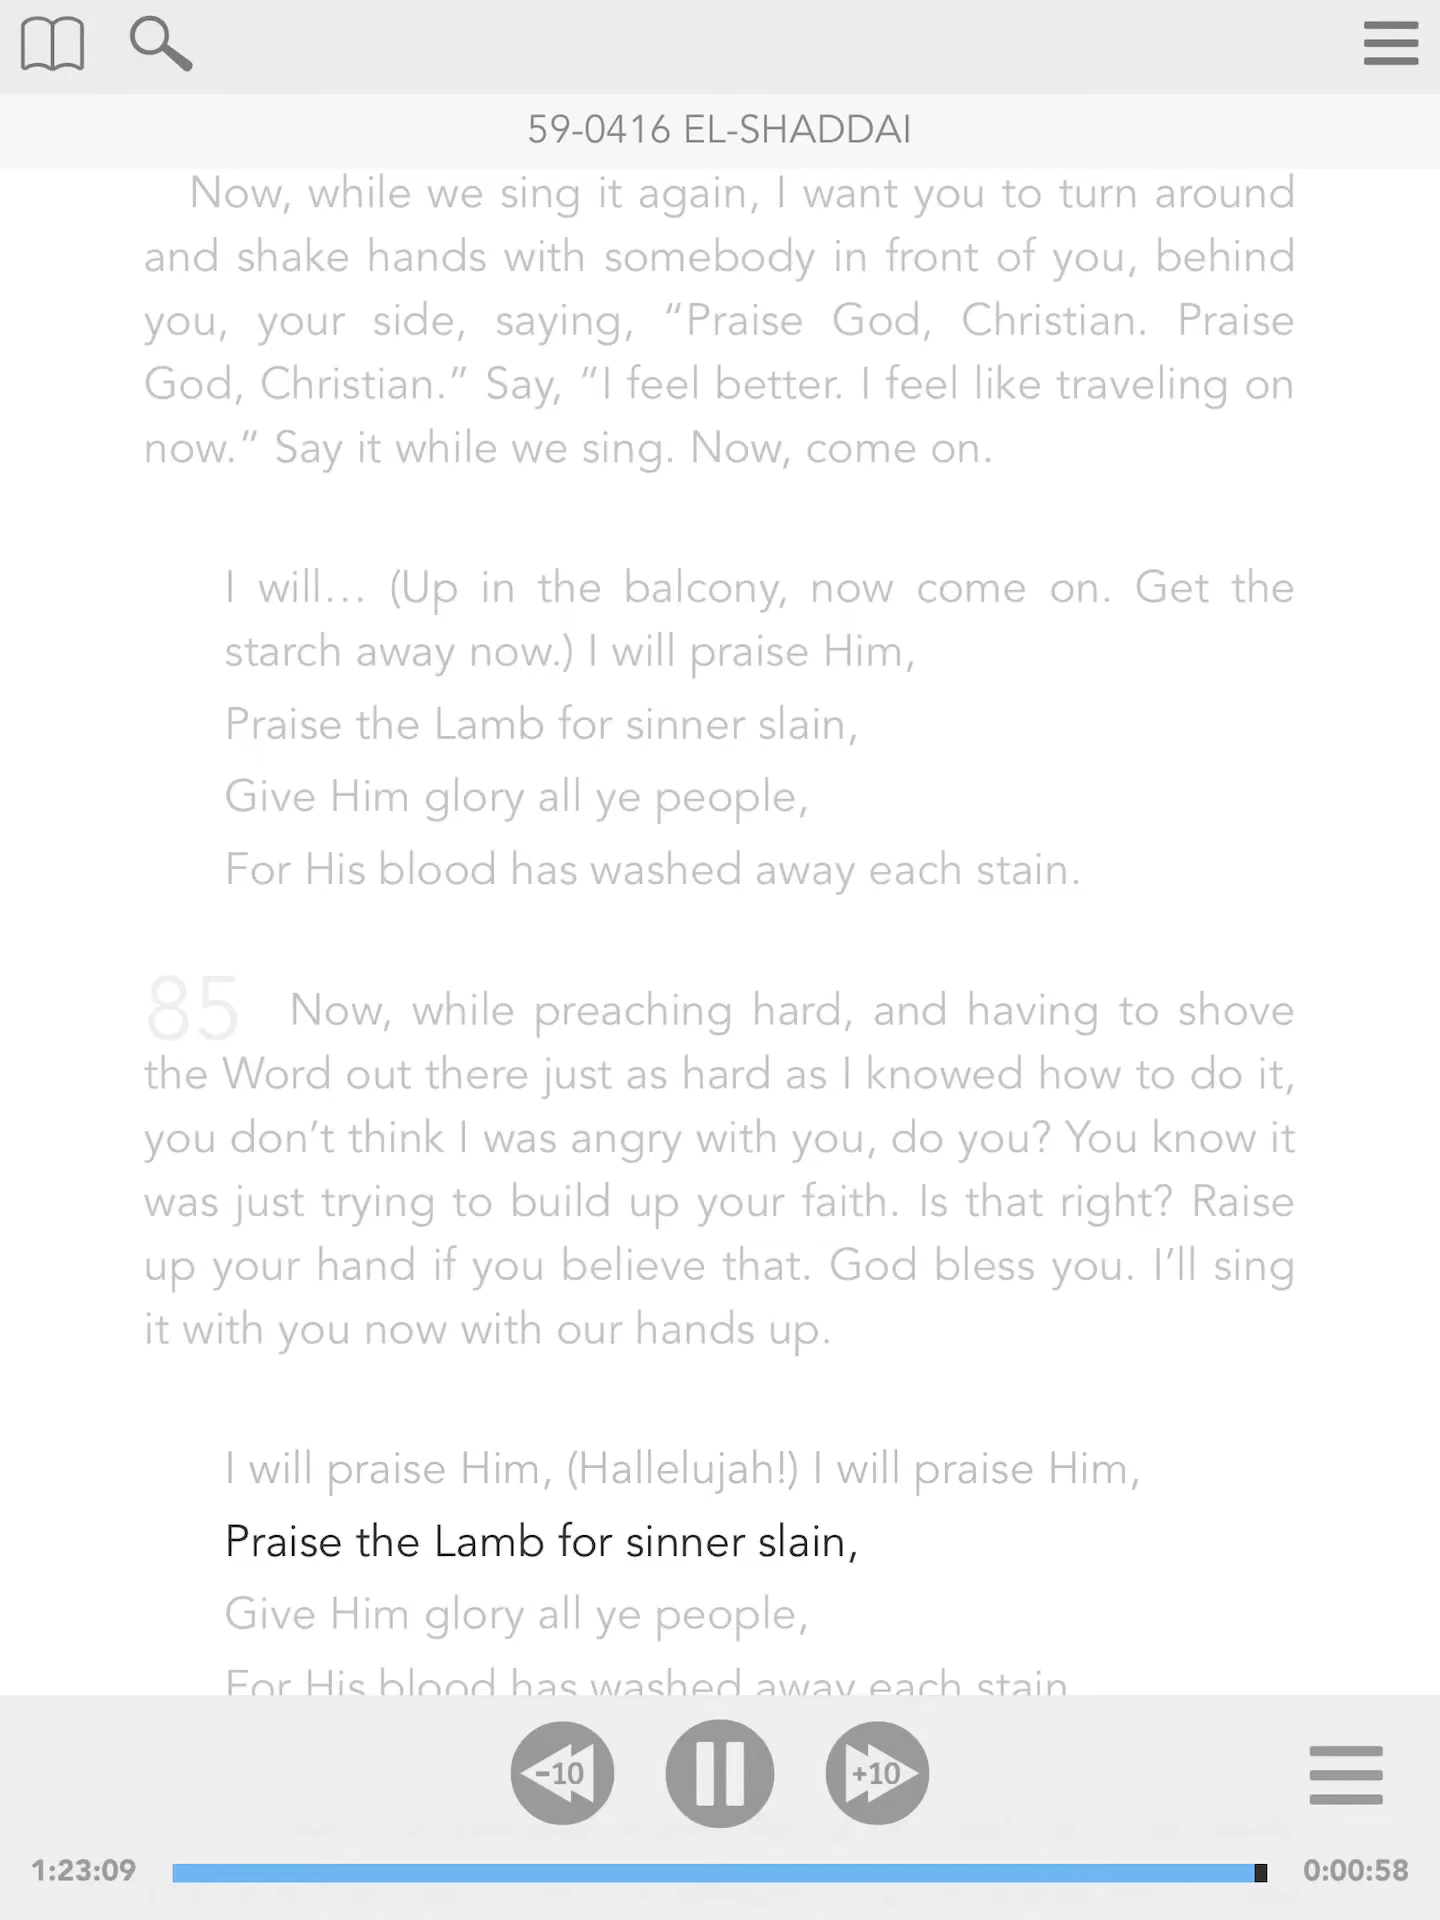 59-0416 EL-SHADDAI
Now, while we sing it again, I want you to turn around
and shake hands with somebody in front of you, behind
you, your side, saying, “Praise God, Christian. Praise
God, Christian.” Say, “I feel better. I feel like traveling on
now.” Say it while we sing. Now, come on.
I will… (Up in the balcony, now come on. Get the
starch away now.) I will praise Him,
Praise the Lamb for sinner slain,
Give Him glory all ye people,
For His blood has washed away each stain.
85 Now, while preaching hard, and having to shove
the Word out there just as hard as I knowed how to do it,
you don’t think I was angry with you, do you? You know it
was just trying to build up your faith. Is that right? Raise
up your hand if you believe that. God bless you. I’ll sing
it with you now with our hands up.
I will praise Him, (Hallelujah!) I will praise Him,
Praise the Lamb for sinner slain,
Give Him glory all ye people,
For His blood has washed away each stain
-10 +10
1:23:09 0:00:58